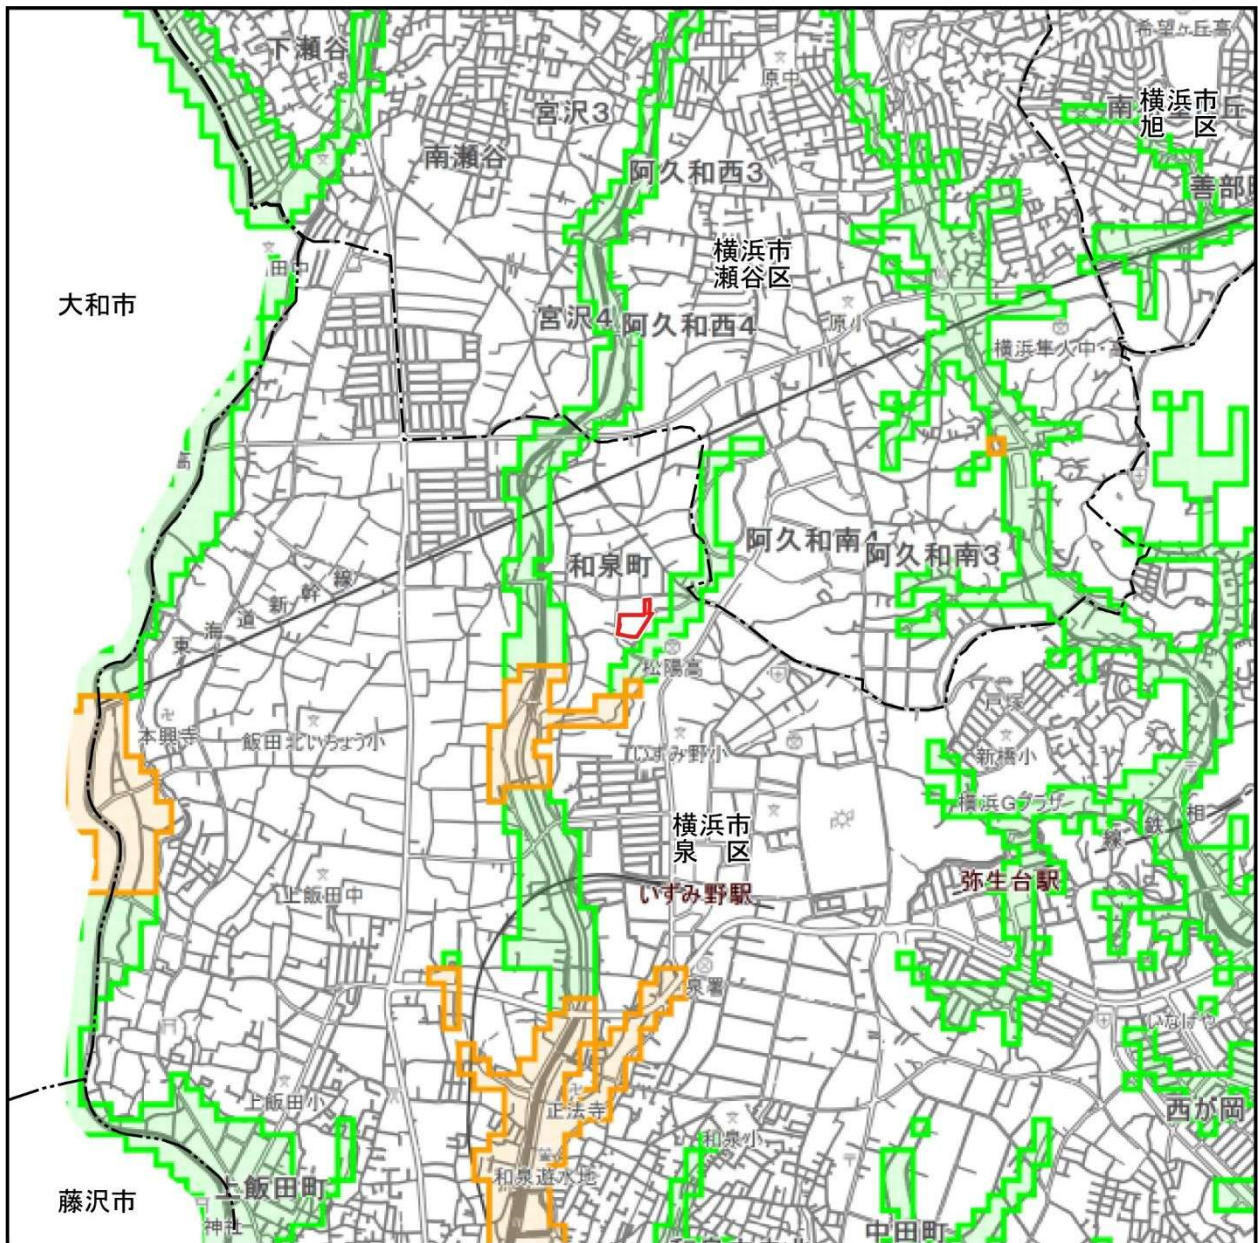 下瀬谷
希望ヶ丘高
原中
宮沢3
横浜市
旭 区
南瀬谷
阿久和西3
善部
横浜市
瀬谷区
大和市
宮沢4
阿久和西4
原小
横浜隼人中・高
高
阿久和南4
阿久和南3
和泉町
東海道新幹線
松陽高
戸塚
本興寺
飯田北いちょう小
いずみ野小
新橋小
横浜Gプラザ
横浜市
泉 区
相鉄線
上飯田中
いずみ野駅
弥生台駅
泉署
いなげや
上飯田小
正法寺
西が岡
和泉小
和泉遊水地
上飯田町
藤沢市
神社
中田町